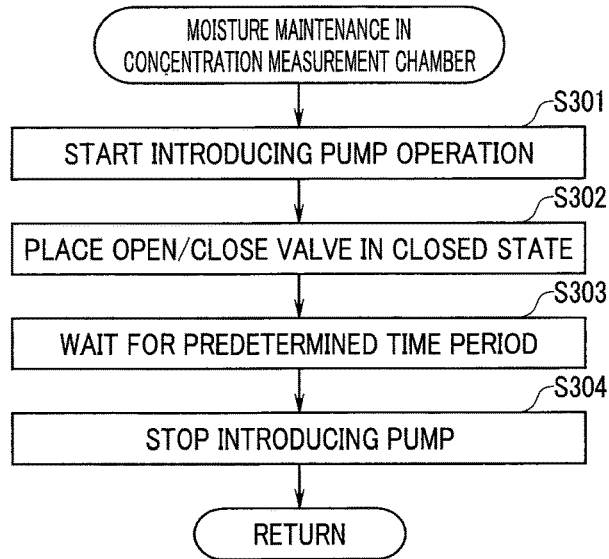 MOISTURE MAINTENANCE IN
CONCENTRATION MEASUREMENT CHAMBER
S301
START INTRODUCING PUMP OPERATION
S302
PLACE OPEN/CLOSE VALVE IN CLOSED STATE
S303
WAIT FOR PREDETERMINED TIME PERIOD
S304
STOP INTRODUCING PUMP
RETURN